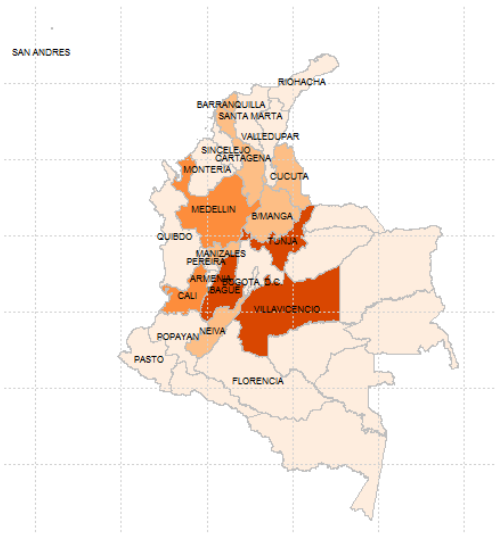 SAN ANDRES
RIOHACHA
BARRANQUILLA
SANTA MARTA
VALLEDUPAR
SINCELEJO
CARTAGENA
MONTERIA
CUCUTA
MEDELLIN
B/MANGA
QUIBDO
TUNJA
MANIZALES
PEREIRA
ARMENIA
IBAGUE
BOGOTA, D.C.
CALI
VILLAVICENCIO
NEIVA
POPAYAN
PASTO
FLORENCIA